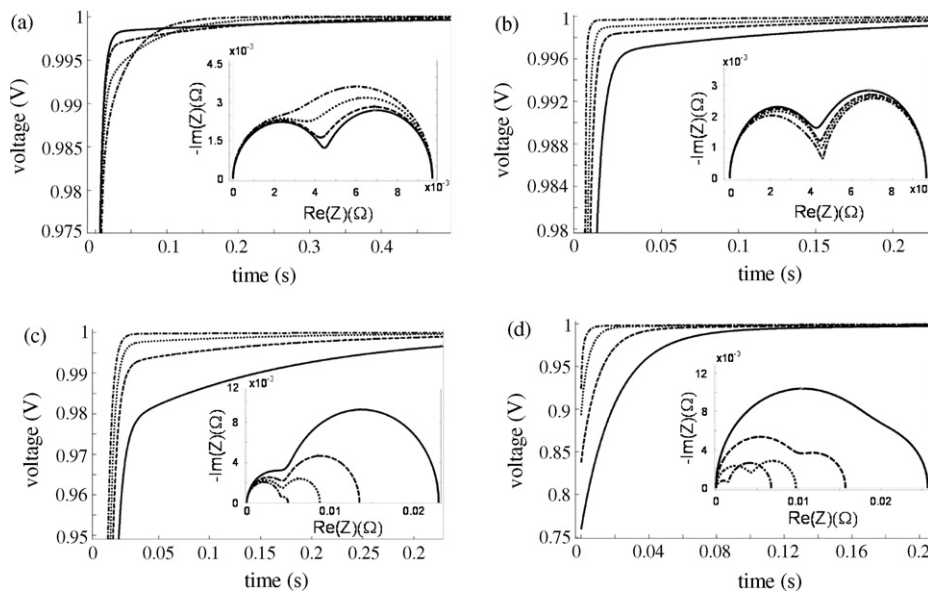 (a)
voltage (V)
1
0.995
0.99
0.985
0.98
0.975
0 0.1 0.2 0.3 0.4
time (s)
x10⁻³
4.5
3
1.5
0
-Im(Z)(Ω)
0 2 4 6 8 x10⁻³
Re(Z)(Ω)
(b)
voltage (V)
1
0.996
0.992
0.988
0.984
0.98
0 0.05 0.1 0.15 0.2
time (s)
x10⁻³
3
2
1
0
-Im(Z)(Ω)
0 2 4 6 8
Re(Z)(Ω)
(c)
voltage (V)
1
0.99
0.98
0.97
0.96
0.95
0 0.05 0.1 0.15 0.2 0.2
time (s)
12 x10⁻³
8
4
0
-Im(Z)(Ω)
0 0.01 0.02
Re(Z)(Ω)
(d)
voltage (V)
1
0.95
0.9
0.85
0.8
0.75
0 0.04 0.08 0.12 0.16 0.2
time (s)
12 x10⁻³
8
4
0
-Im(Z)(Ω)
0 0.01 0.02
Re(Z)(Ω)